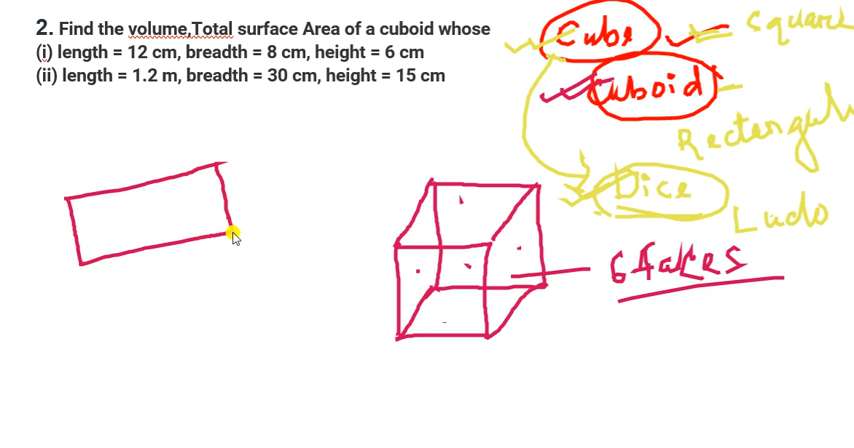 2. Find the volume,Total surface Area of a cuboid whose
(i) length = 12 cm, breadth = 8 cm, height = 6 cm
(ii) length = 1.2 m, breadth = 30 cm, height = 15 cm
Cube
Square
Cuboid
Rectangul
Dice
Ludo
6 faces